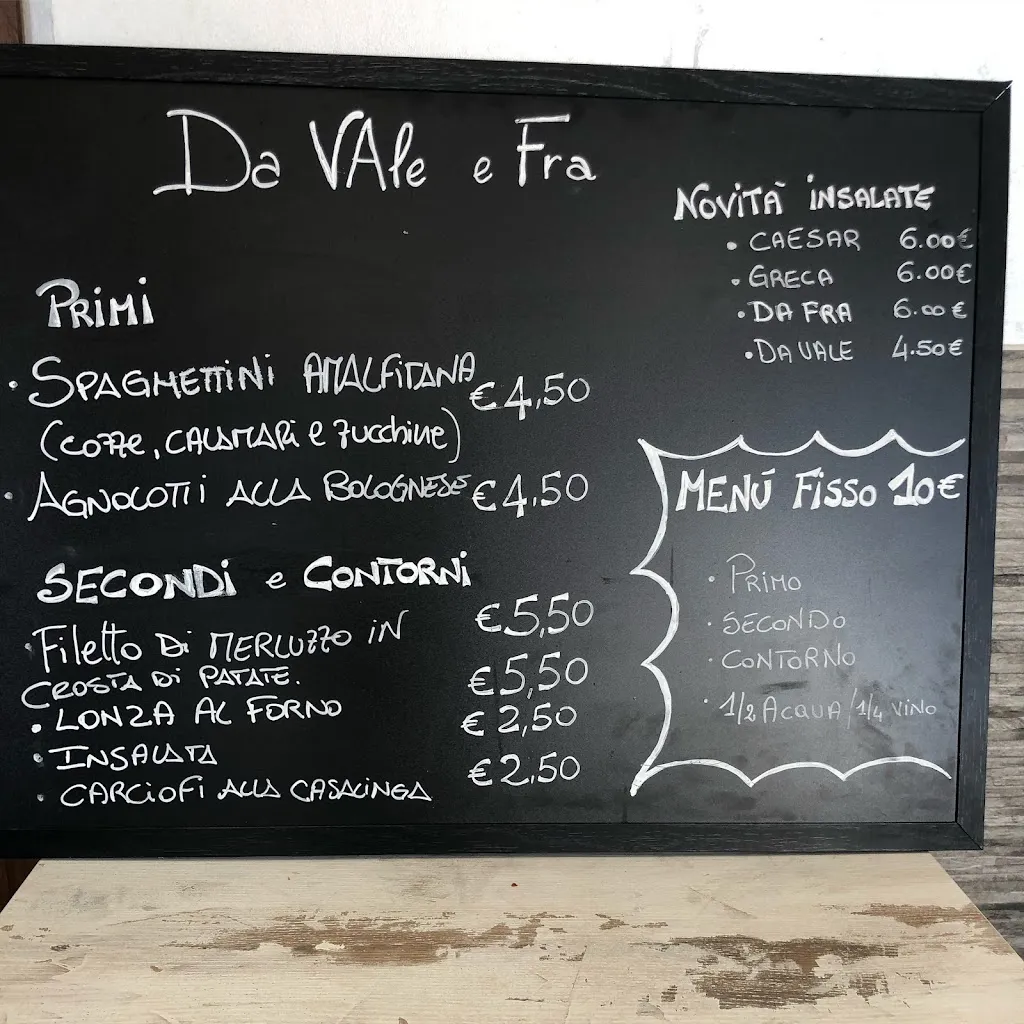 Da VAle e Fra
PRiMi
• SPAGHETTINi AMALFITANA €4,50
(COZZE, CALAMARi e zucchine)
• AGNOLOTTi ALLA BOLOGNESE €4,50
SECONDi e CONTORNi
• Filetto Di MERLUZZO iN €5,50
CROSTA Di PATATE.
• LONZA AL FORNO €5,50
• INSALATA €2,50
• CARCiOFi ALLA CASALINGA €2,50
NOVITÀ iNSALATE
• CAESAR 6.00€
• GRECA 6.00€
• DA FRA 6.00€
• DA VALE 4.50€
MENÚ FiSSO 10€
• PRIMO
• SECONDO
• CONTORNO
• 1/2 ACQUA/1/4 ViNO